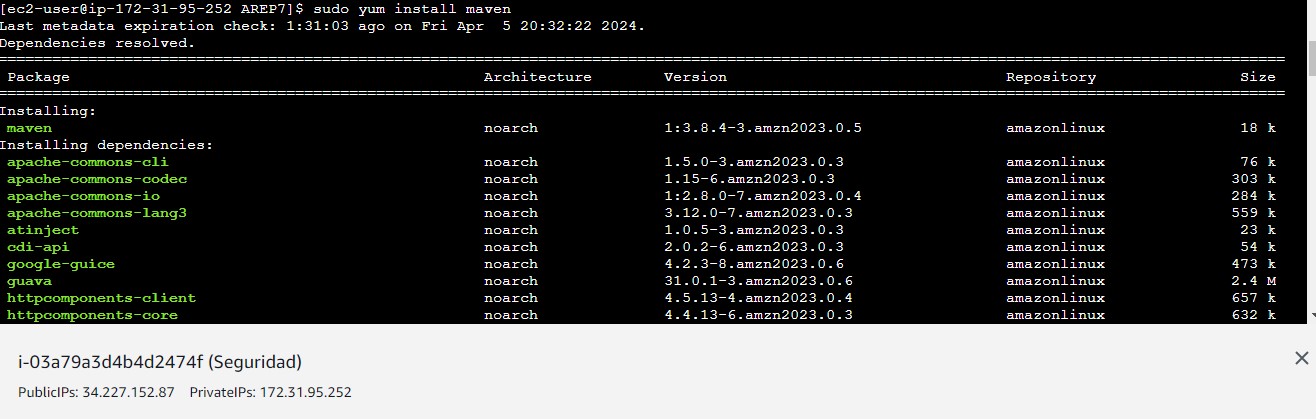 [ec2-user@ip-172-31-95-252 AREP7]$ sudo yum install maven
Last metadata expiration check: 1:31:03 ago on Fri Apr  5 20:32:22 2024.
Dependencies resolved.
Package Architecture Version Repository Size
Installing:
maven noarch 1:3.8.4-3.amzn2023.0.5 amazonlinux 18 k
Installing dependencies:
apache-commons-cli noarch 1.5.0-3.amzn2023.0.3 amazonlinux 76 k
apache-commons-codec noarch 1.15-6.amzn2023.0.3 amazonlinux 303 k
apache-commons-io noarch 1:2.8.0-7.amzn2023.0.4 amazonlinux 284 k
apache-commons-lang3 noarch 3.12.0-7.amzn2023.0.3 amazonlinux 559 k
atinject noarch 1.0.5-3.amzn2023.0.3 amazonlinux 23 k
cdi-api noarch 2.0.2-6.amzn2023.0.3 amazonlinux 54 k
google-guice noarch 4.2.3-8.amzn2023.0.6 amazonlinux 473 k
guava noarch 31.0.1-3.amzn2023.0.6 amazonlinux 2.4 M
httpcomponents-client noarch 4.5.13-4.amzn2023.0.4 amazonlinux 657 k
httpcomponents-core noarch 4.4.13-6.amzn2023.0.3 amazonlinux 632 k
i-03a79a3d4b4d2474f (Seguridad)
PublicIPs: 34.227.152.87 PrivateIPs: 172.31.95.252